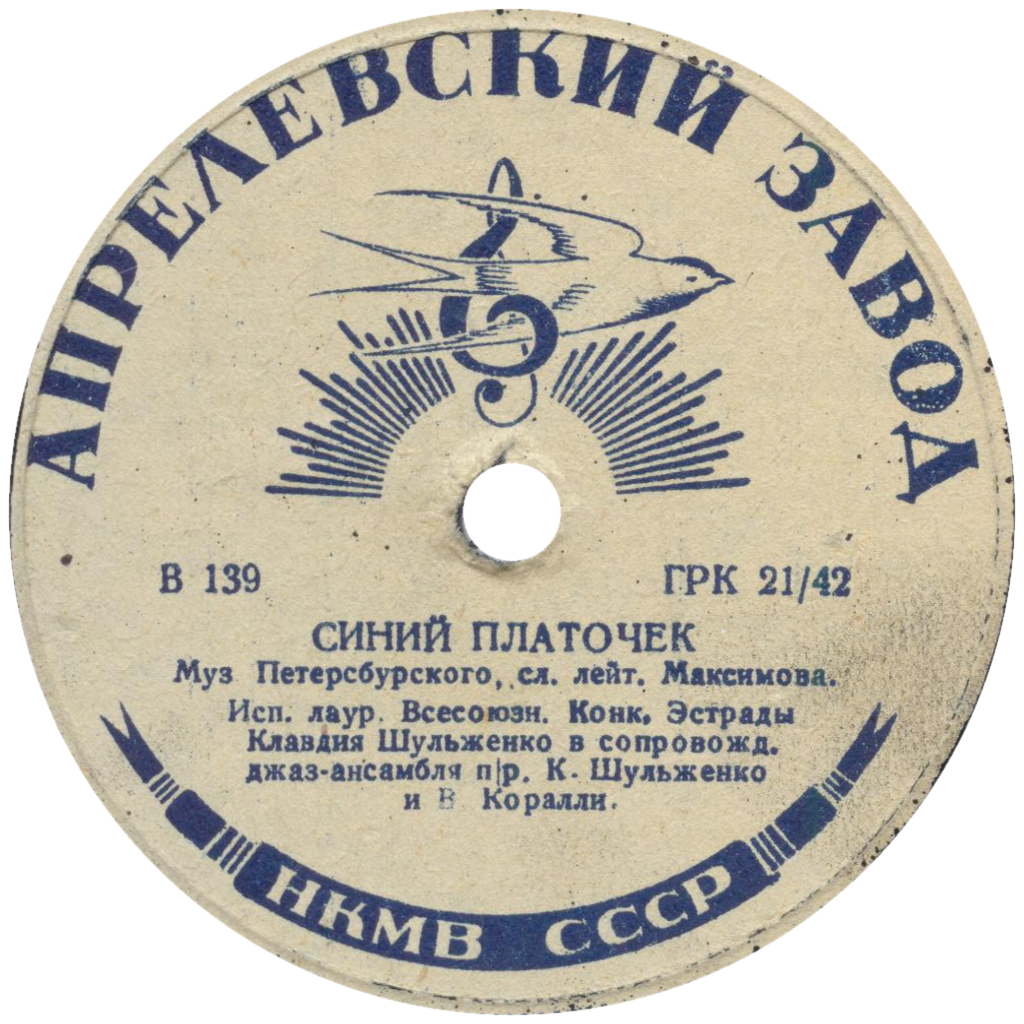 АПРЕЛЕВСКИЙ ЗАВОД
В 139
ГРК 21/42
СИНИЙ ПЛАТОЧЕК
Муз Петерсбурского, сл. лейт. Максимова.
Исп. лаур. Всесоюзн. Конк. Эстрады
Клавдия Шульженко в сопровожд.
джаз-ансамбля п/р. К. Шульженко
и В Коралли.
НКМВ СССР